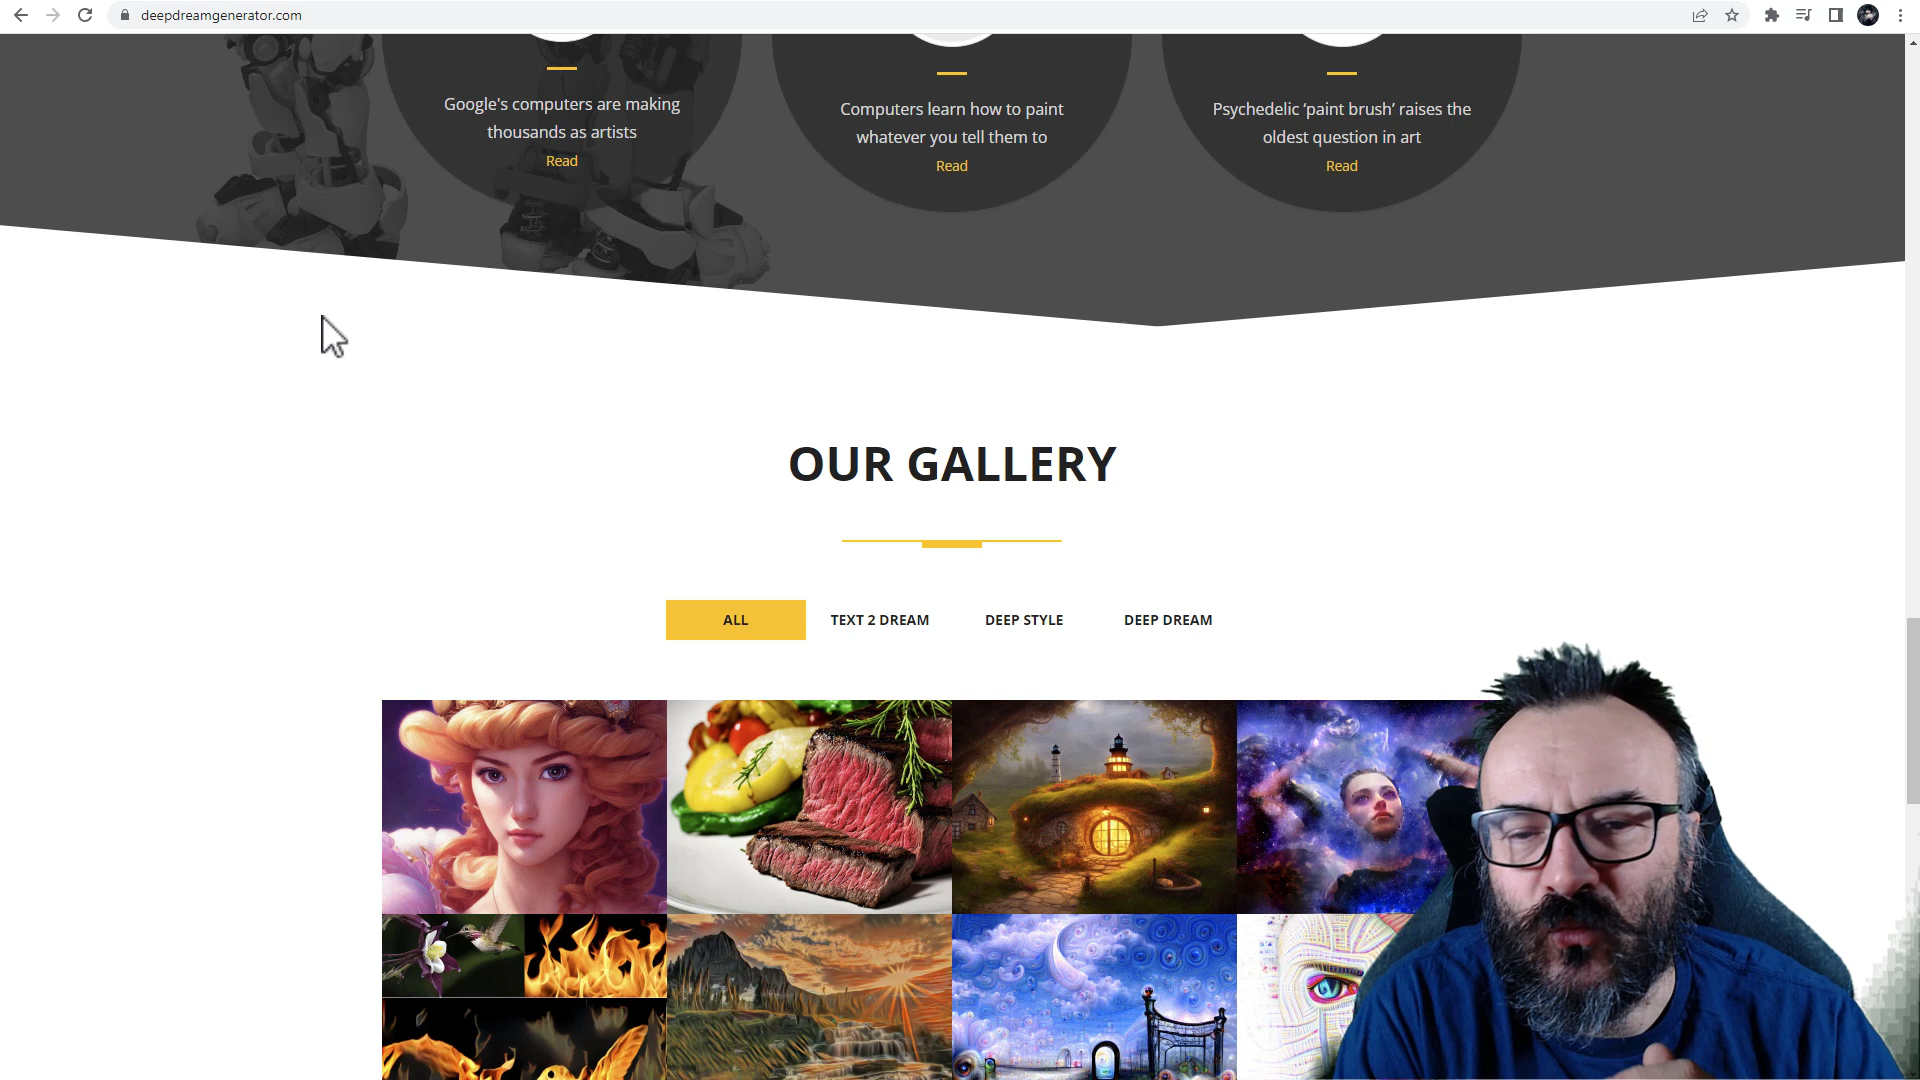 deepdreamgenerator.com
Google's computers are making
thousands as artists
Read
Computers learn how to paint
whatever you tell them to
Read
Psychedelic ‘paint brush’ raises the
oldest question in art
Read
OUR GALLERY
ALL
TEXT 2 DREAM
DEEP STYLE
DEEP DREAM